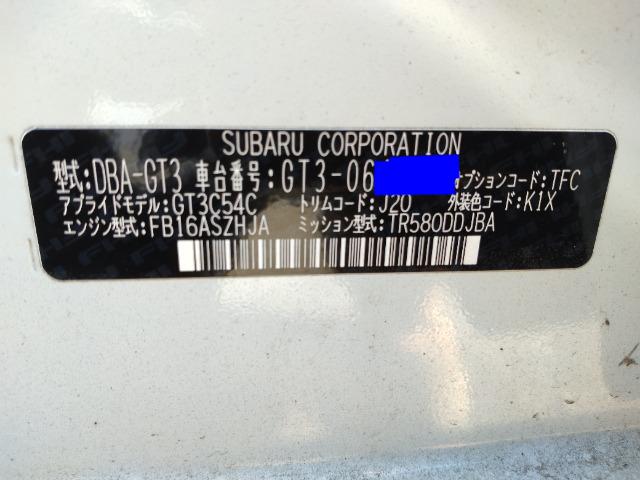 SUBARU CORPORATION
型式:DBA-GT3 車台番号:GT3-06 オプションコード:TFC
アプライドモデル:GT3C54C トリムコード:J20 外装色コード:K1X
エンジン型式:FB16ASZHJA ミッション型式:TR580DDJBA